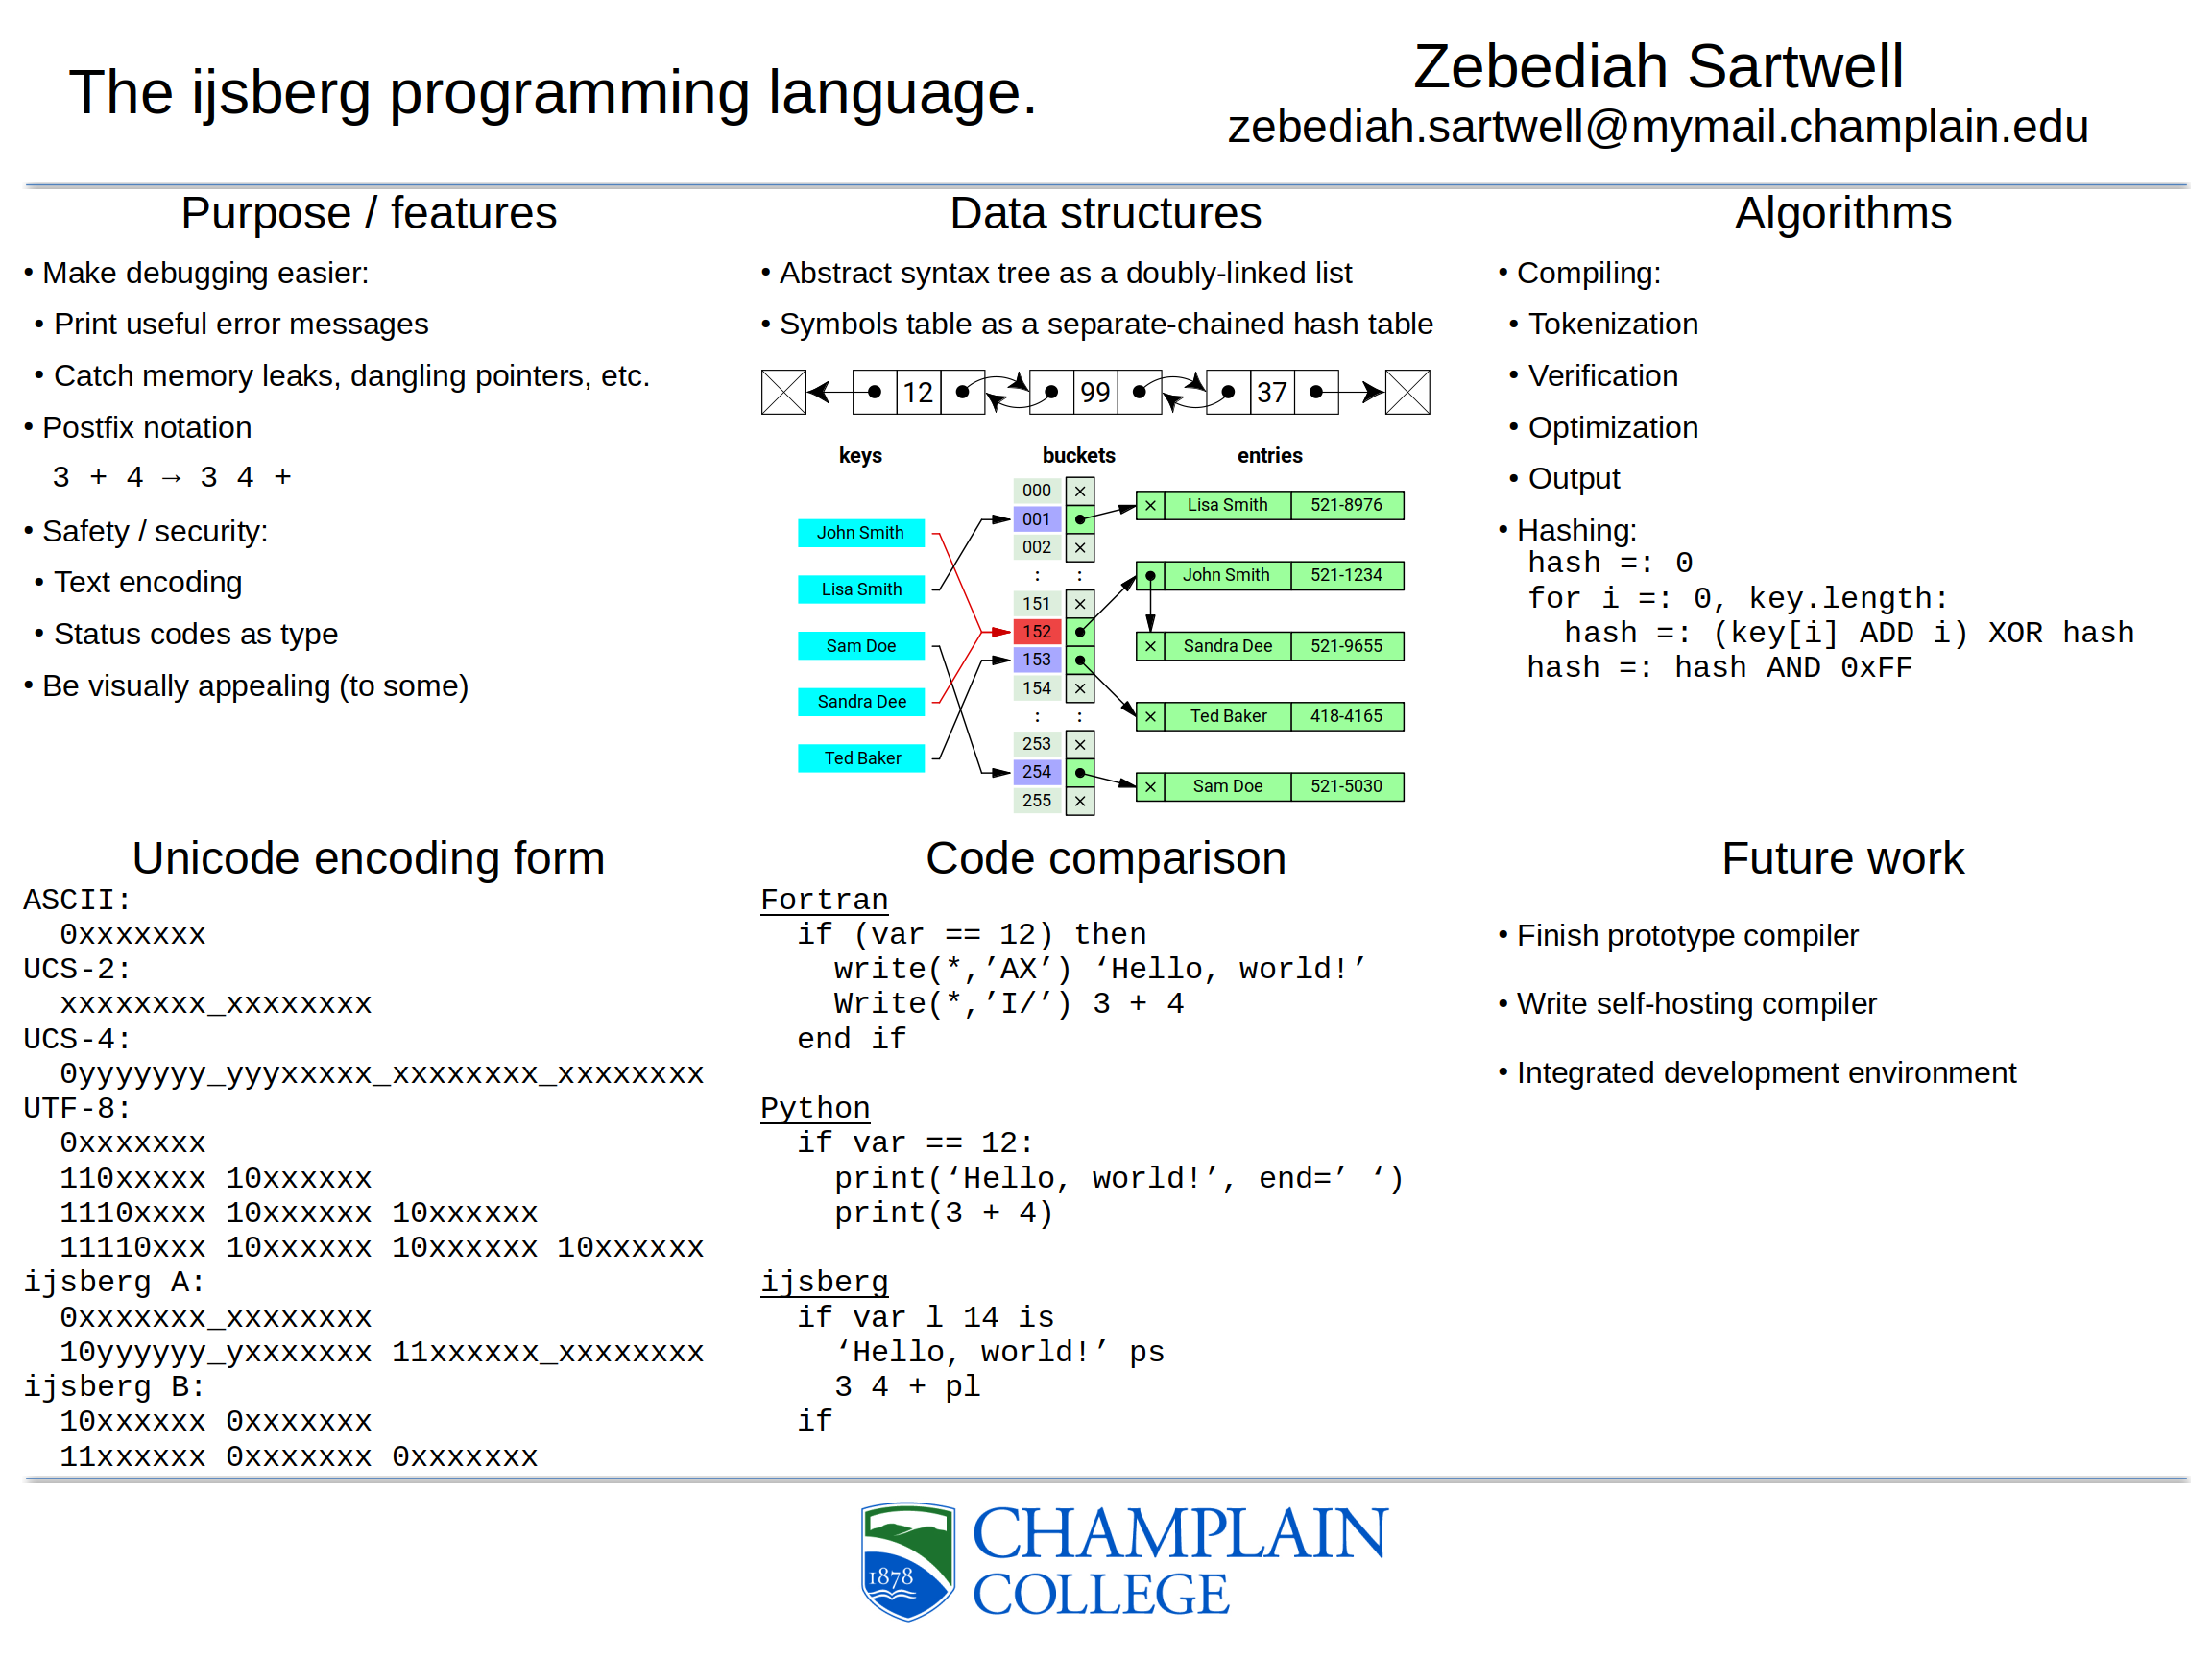 The ijsberg programming language.
Zebediah Sartwell
zebediah.sartwell@mymail.champlain.edu
Purpose / features
• Make debugging easier:
• Print useful error messages
• Catch memory leaks, dangling pointers, etc.
• Postfix notation
3 + 4 → 3 4 +
• Safety / security:
• Text encoding
• Status codes as type
• Be visually appealing (to some)
Data structures
• Abstract syntax tree as a doubly-linked list
• Symbols table as a separate-chained hash table
12 99 37
keys buckets entries
John Smith
Lisa Smith
Sam Doe
Sandra Dee
Ted Baker
000
001
002
:  :
151
152
153
154
:  :
253
254
255
Lisa Smith 521-8976
John Smith 521-1234
Sandra Dee 521-9655
Ted Baker 418-4165
Sam Doe 521-5030
Algorithms
• Compiling:
• Tokenization
• Verification
• Optimization
• Output
• Hashing:
hash =: 0
for i =: 0, key.length:
hash =: (key[i] ADD i) XOR hash
hash =: hash AND 0xFF
Unicode encoding form
ASCII:
0xxxxxxx
UCS-2:
xxxxxxxx_xxxxxxxx
UCS-4:
0yyyyyyy_yyyxxxxx_xxxxxxxx_xxxxxxxx
UTF-8:
0xxxxxxx
110xxxxx 10xxxxxx
1110xxxx 10xxxxxx 10xxxxxx
11110xxx 10xxxxxx 10xxxxxx 10xxxxxx
ijsberg A:
0xxxxxxx_xxxxxxxx
10yyyyyy_yxxxxxxx 11xxxxxx_xxxxxxxx
ijsberg B:
10xxxxxx 0xxxxxxx
11xxxxxx 0xxxxxxx 0xxxxxxx
Code comparison
Fortran
if (var == 12) then
write(*,’AX’) ‘Hello, world!’
Write(*,’I/’) 3 + 4
end if
Python
if var == 12:
print(‘Hello, world!’, end=’ ‘)
print(3 + 4)
ijsberg
if var l 14 is
‘Hello, world!’ ps
3 4 + pl
if
Future work
• Finish prototype compiler
• Write self-hosting compiler
• Integrated development environment
1878
CHAMPLAIN
COLLEGE